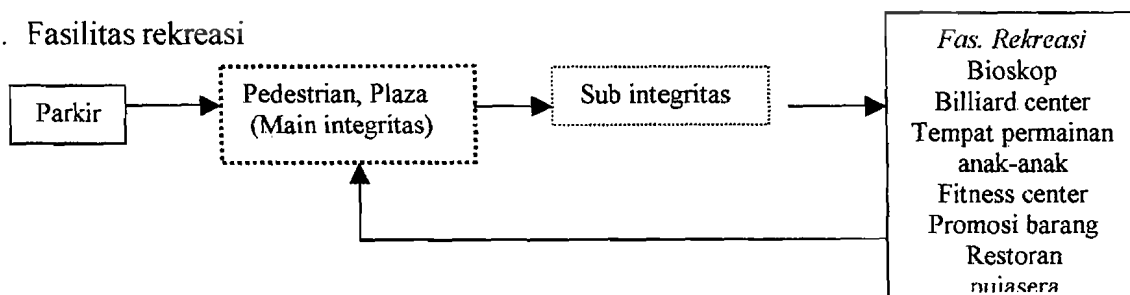 . Fasilitas rekreasi
Parkir
Pedestrian, Plaza
(Main integritas)
Sub integritas
Fas. Rekreasi
Bioskop
Billiard center
Tempat permainan
anak-anak
Fitness center
Promosi barang
Restoran
pujasera